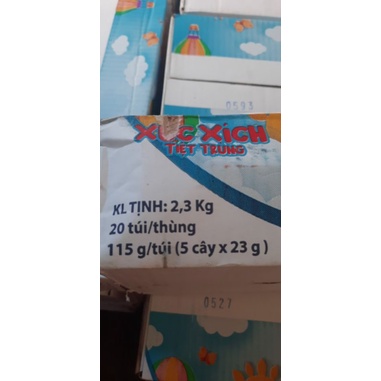 0593
XÚC XÍCH
TIỆT TRÙNG
KL TỊNH: 2,3 Kg
20 túi/thùng
115 g/túi (5 cây x 23 g )
0527